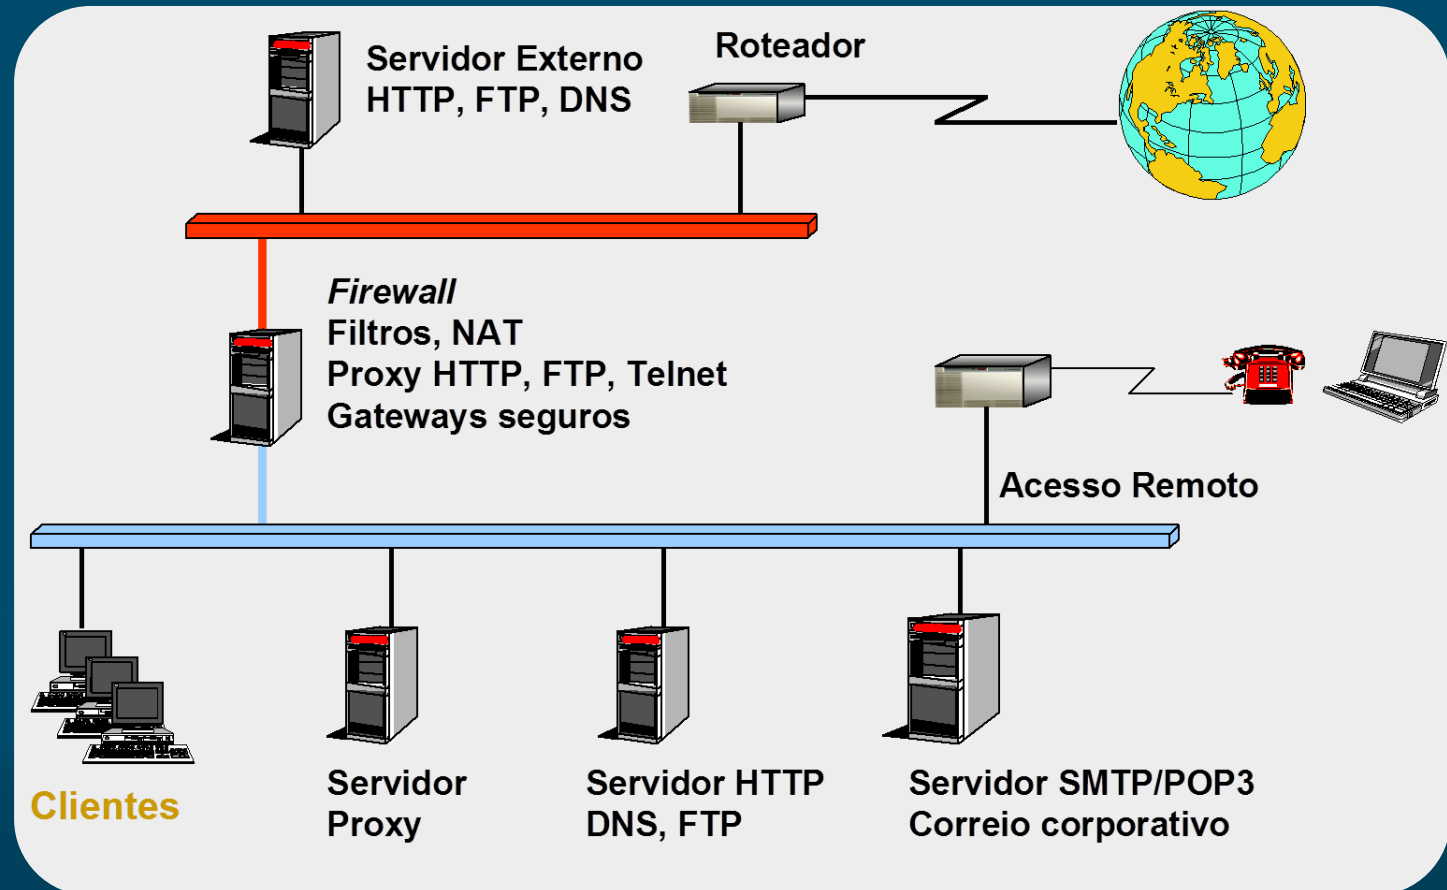 Servidor Externo
HTTP, FTP, DNS
Roteador
Firewall
Filtros, NAT
Proxy HTTP, FTP, Telnet
Gateways seguros
Acesso Remoto
Clientes
Servidor
Proxy
Servidor HTTP
DNS, FTP
Servidor SMTP/POP3
Correio corporativo